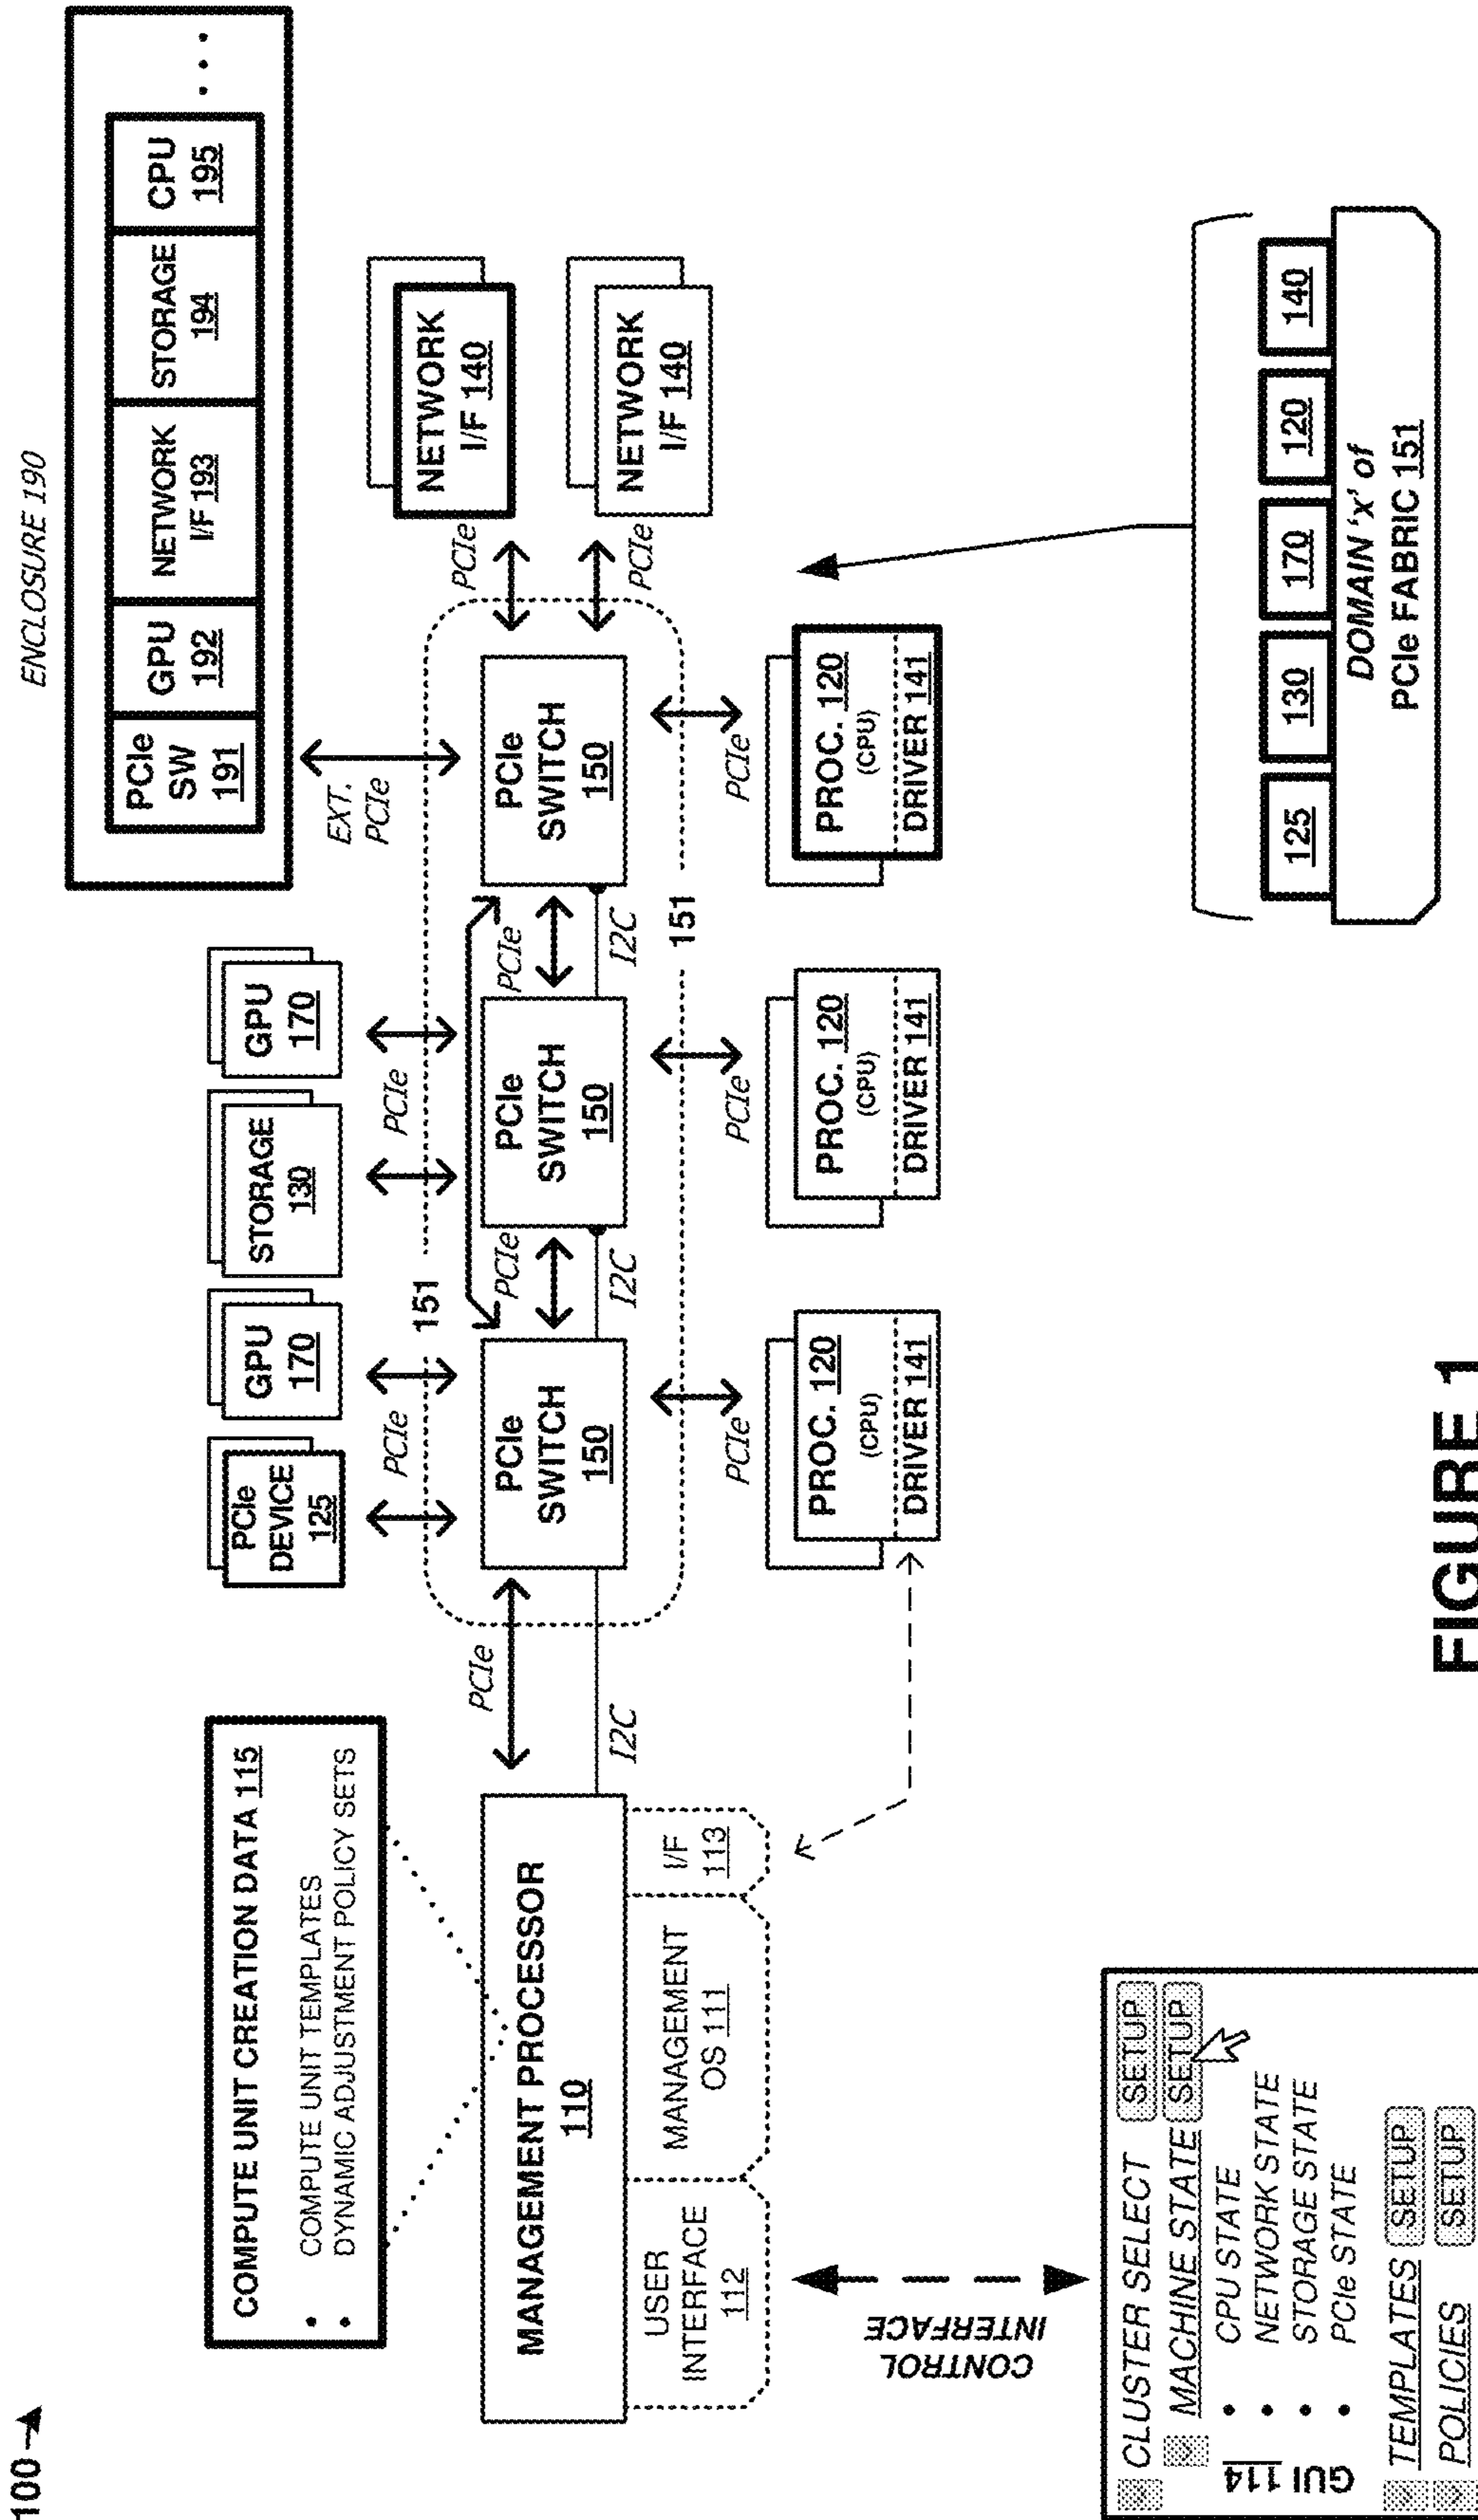 100
COMPUTE UNIT CREATION DATA 115
• COMPUTE UNIT TEMPLATES
• DYNAMIC ADJUSTMENT POLICY SETS
MANAGEMENT PROCESSOR
110
USER
INTERFACE
112
MANAGEMENT
OS 111
I/F
113
CONTROL
INTERFACE
CLUSTER SELECT SETUP
MACHINE STATE SETUP
GUI 114
• CPU STATE
• NETWORK STATE
• STORAGE STATE
• PCIe STATE
TEMPLATES SETUP
POLICIES SETUP
PCIe
I2C
PCIe
DEVICE
125
GPU
170
STORAGE
130
GPU
170
PCIe
PCIe
151
PCIe
SWITCH
150
PCIe
I2C
PCIe
SWITCH
150
PCIe
I2C
PCIe
SWITCH
150
151
PCIe
PCIe
PCIe
PROC. 120
(CPU)
DRIVER 141
PROC. 120
(CPU)
DRIVER 141
PROC. 120
(CPU)
DRIVER 141
ENCLOSURE 190
PCIe
SW
191
GPU
192
NETWORK
I/F 193
STORAGE
194
CPU
195
• • •
EXT.
PCIe
PCIe
NETWORK
I/F 140
PCIe
NETWORK
I/F 140
125
130
170
120
140
DOMAIN 'x' of
PCIe FABRIC 151
FIGURE 1